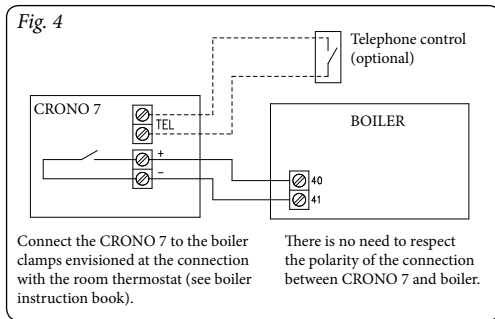 Fig. 4
Telephone control
(optional)
CRONO 7
TEL
BOILER
+
-
40
41
Connect the CRONO 7 to the boiler
clamps envisioned at the connection
with the room thermostat (see boiler
instruction book).
There is no need to respect
the polarity of the connection
between CRONO 7 and boiler.